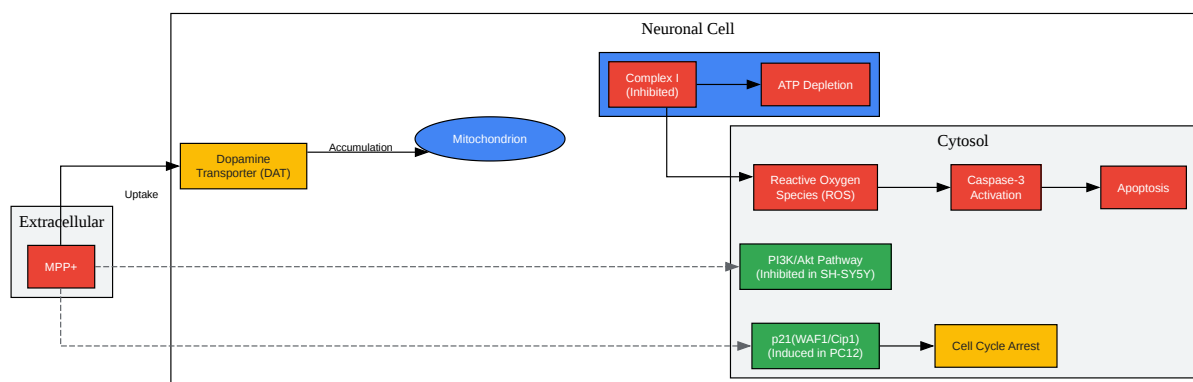 Neuronal Cell
Complex I
(Inhibited)
ATP Depletion
Mitochondrion
Accumulation
Dopamine
Transporter (DAT)
Uptake
Extracellular
MPP+
Cytosol
Reactive Oxygen
Species (ROS)
Caspase-3
Activation
Apoptosis
PI3K/Akt Pathway
(Inhibited in SH-SY5Y)
p21(WAF1/Cip1)
(Induced in PC12)
Cell Cycle Arrest